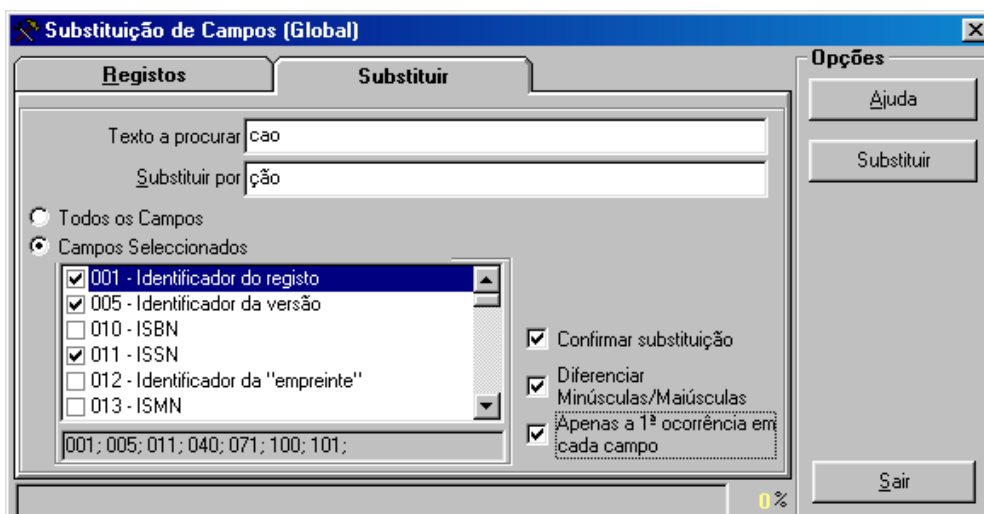 Substituição de Campos (Global)
Registos
Substituir
Texto a procurar cao
Substituir por ção
Todos os Campos
Campos Seleccionados
001 - Identificador do registo
005 - Identificador da versão
010 - ISBN
011 - ISSN
012 - Identificador da "empreinte"
013 - ISMN
001; 005; 011; 040; 071; 100; 101;
Confirmar substituição
Diferenciar
Minúsculas/Maiúsculas
Apenas a 1ª ocorrência em
cada campo
0%
Opções
Ajuda
Substituir
Sair